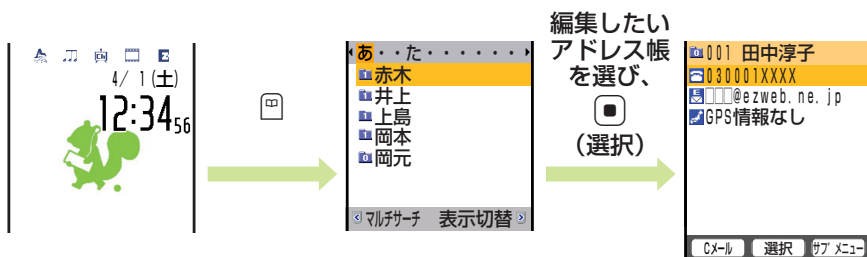 4/ 1(土)
12:34 56
あ・・た・・・・・・
赤木
井上
上島
岡本
岡元
マルチサーチ 表示切替
編集したい
アドレス帳
を選び、
(選択)
001 田中淳子
030001XXXX
□□□@ezweb.ne.jp
GPS情報なし
Cメール 選択 サブメニュー